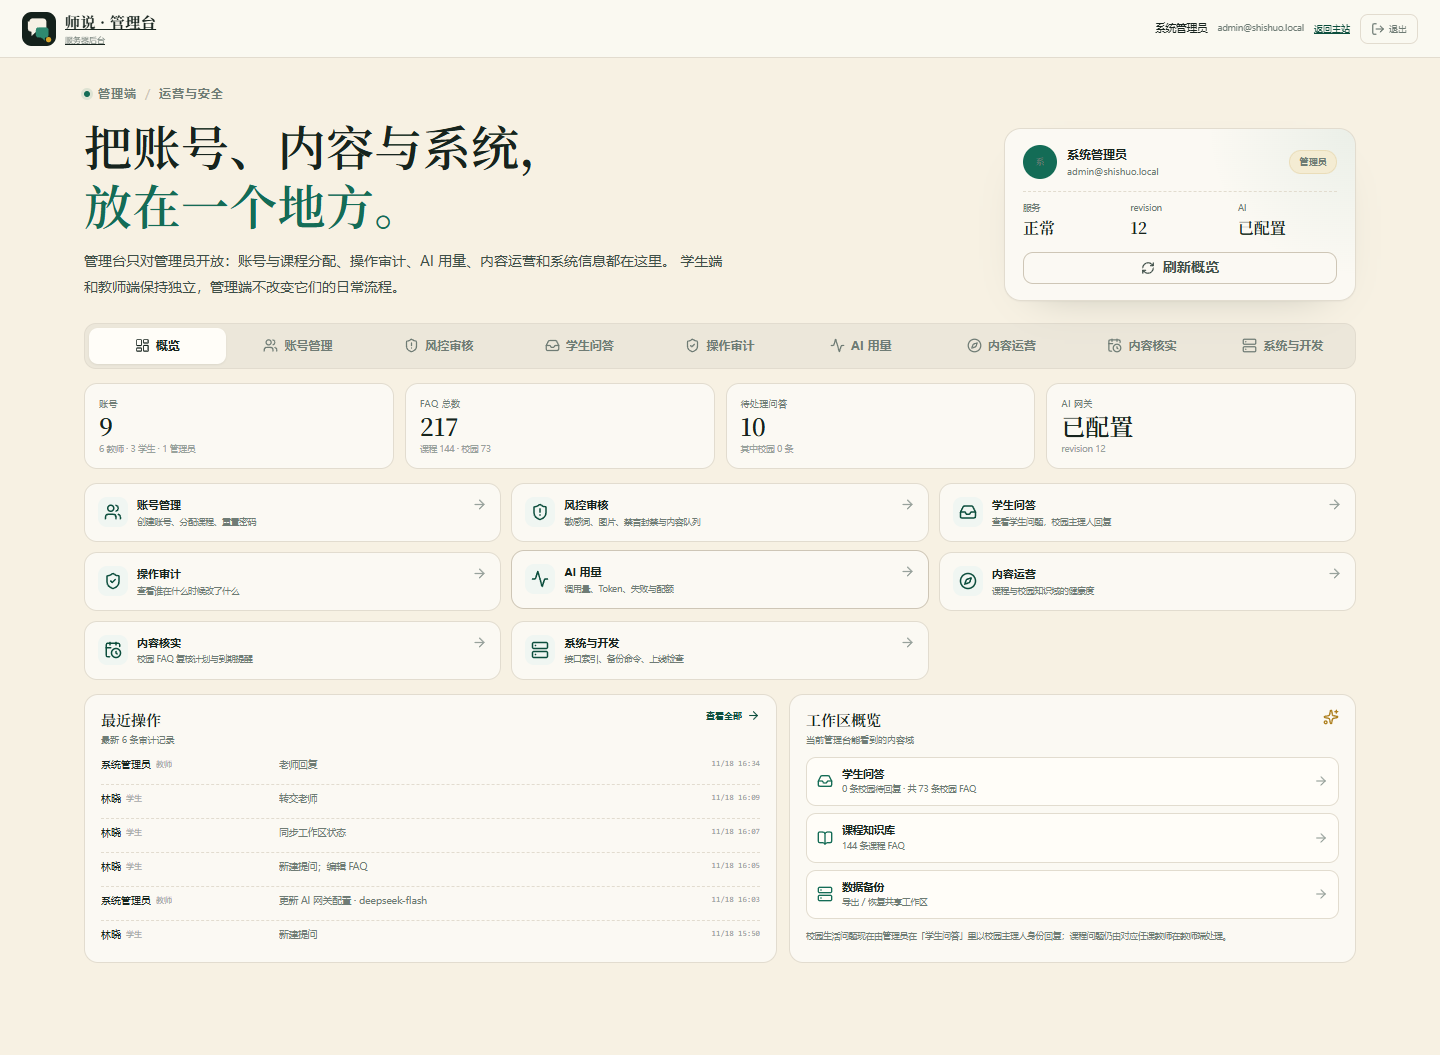 师说 · 管理台
服务器后台
系统管理员 admin@shishuo.local 返回主站 退出
管理端 / 运营与安全
把账号、内容与系统,
放在一个地方。
管理台只对管理员开放：账号与课程分配、操作审计、AI 用量、内容运营和系统信息都在这里。 学生端
和教师端保持独立，管理端不改变它们的日常流程。
系
系统管理员
admin@shishuo.local
管理员
服务 revision AI
正常 12 已配置
刷新概览
概览 账号管理 风控审核 学生问答 操作审计 AI 用量 内容运营 内容核实 系统与开发
账号
9
6 教师 · 3 学生 · 1 管理员
FAQ 总数
217
课程 144 · 校园 73
待处理问答
10
其中校园 0 条
AI 网关
已配置
revision 12
账号管理
创建账号、分配课程、重置密码
风控审核
敏感词、图片、禁言封禁与内容队列
学生问答
查看学生问题，校园主理人回复
操作审计
查看谁在什么时候改了什么
AI 用量
调用量、Token、失败与配额
内容运营
课程与校园知识域的健康度
内容核实
校园 FAQ 复核计划与到期提醒
系统与开发
接口索引、备份命令、上线检查
最近操作
最新 6 条审计记录
查看全部
系统管理员 教师 老师回复 11/18 16:34
林晓 学生 转交老师 11/18 16:09
林晓 学生 同步工作区状态 11/18 16:07
林晓 学生 新建提问；编辑 FAQ 11/18 16:05
系统管理员 教师 更新 AI 网关配置 · deepseek-flash 11/18 16:03
林晓 学生 新建提问 11/18 15:50
工作区概览
当前管理台能看到的内容域
学生问答
0 条校园待回复 · 共 73 条校园 FAQ
课程知识库
144 条课程 FAQ
数据备份
导出 / 恢复共享工作区
校园生活问题现在由管理员在「学生问答」里以校园主理人身份回复；课程问题仍由对应任课教师在教师端处理。